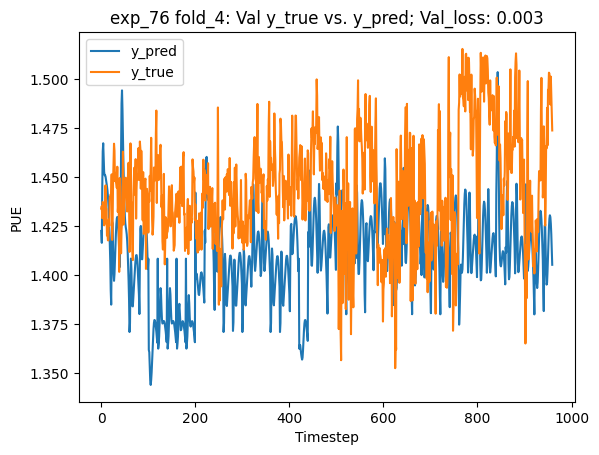 exp_76 fold_4: Val y_true vs. y_pred; Val_loss: 0.003
y_pred
y_true
1.500
1.475
1.450
1.425
1.400
1.375
1.350
PUE
0 200 400 600 800 1000
Timestep